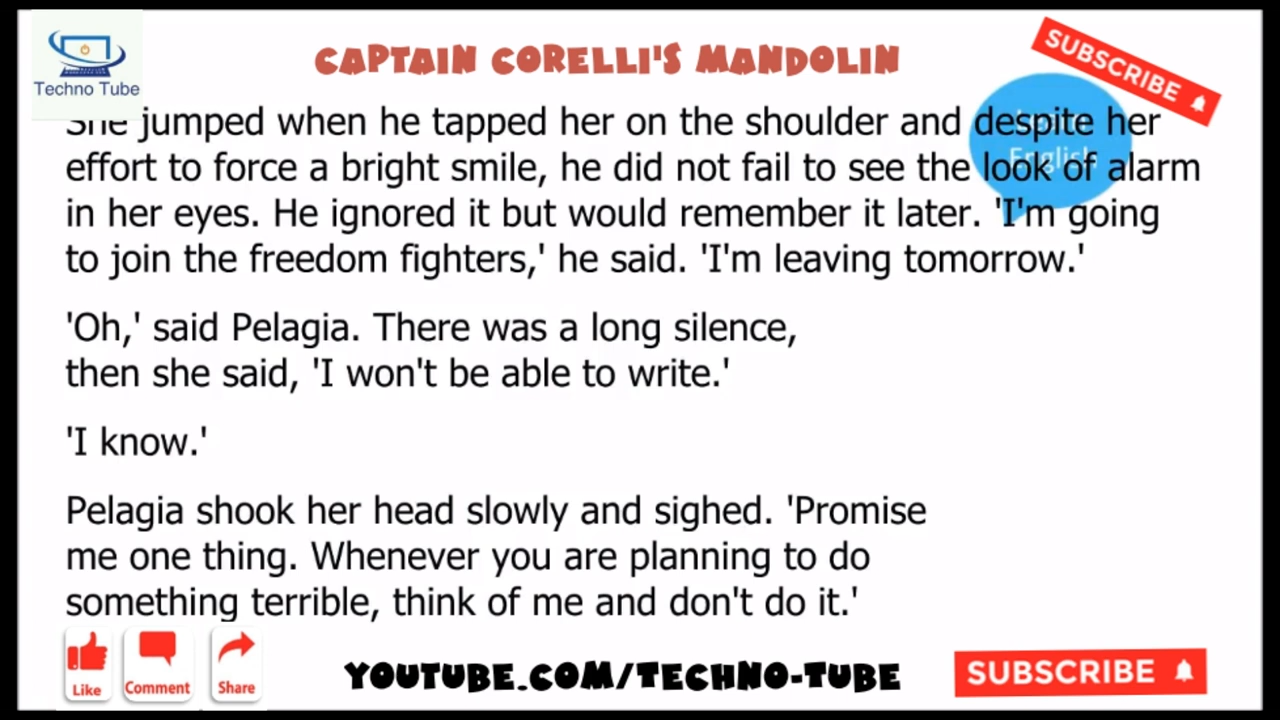 CAPTAIN CORELLI'S MANDOLIN
SUBSCRIBE
Techno Tube
She jumped when he tapped her on the shoulder and despite her
effort to force a bright smile, he did not fail to see the look of alarm
in her eyes. He ignored it but would remember it later. 'I'm going
to join the freedom fighters,' he said. 'I'm leaving tomorrow.'
English
'Oh,' said Pelagia. There was a long silence,
then she said, 'I won't be able to write.'
'I know.'
Pelagia shook her head slowly and sighed. 'Promise
me one thing. Whenever you are planning to do
something terrible, think of me and don't do it.'
Like
Comment
Share
YOUTUBE.COM/TECHNO-TUBE
SUBSCRIBE